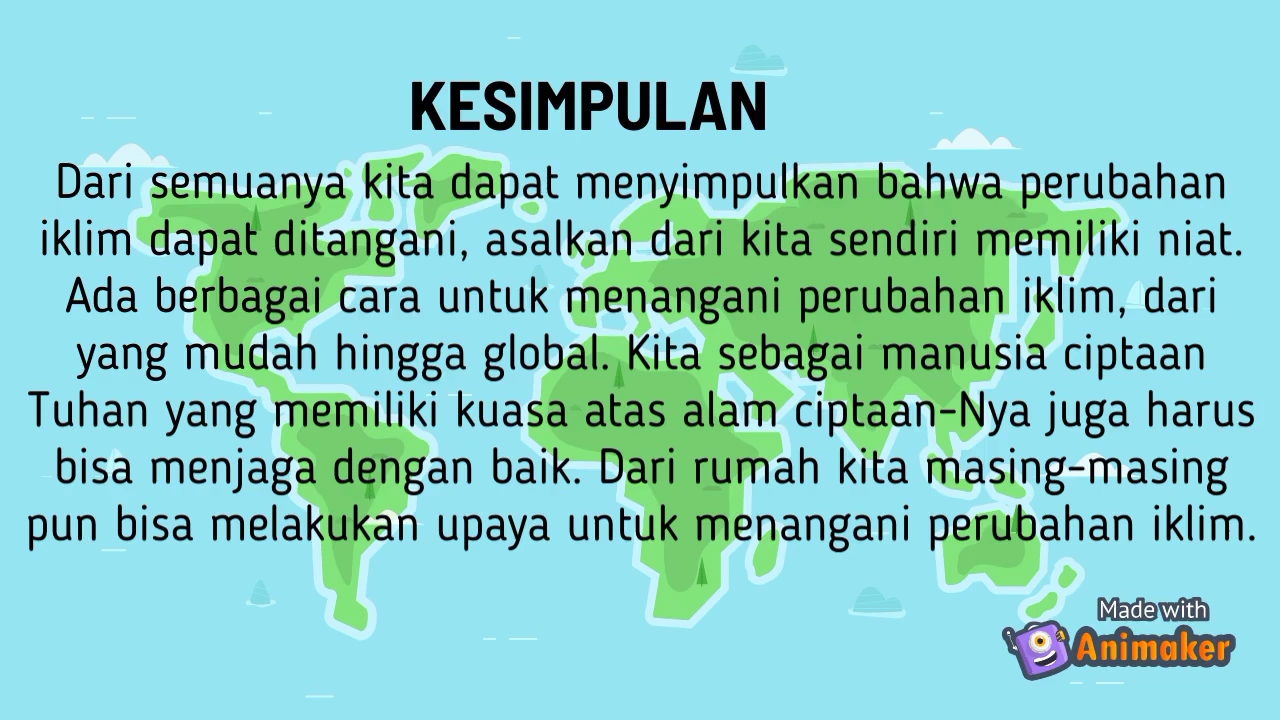 KESIMPULAN
Dari semuanya kita dapat menyimpulkan bahwa perubahan
iklim dapat ditangani, asalkan dari kita sendiri memiliki niat.
Ada berbagai cara untuk menangani perubahan iklim, dari
yang mudah hingga global. Kita sebagai manusia ciptaan
Tuhan yang memiliki kuasa atas alam ciptaan-Nya juga harus
bisa menjaga dengan baik. Dari rumah kita masing-masing
pun bisa melakukan upaya untuk menangani perubahan iklim.
Made with
Animaker